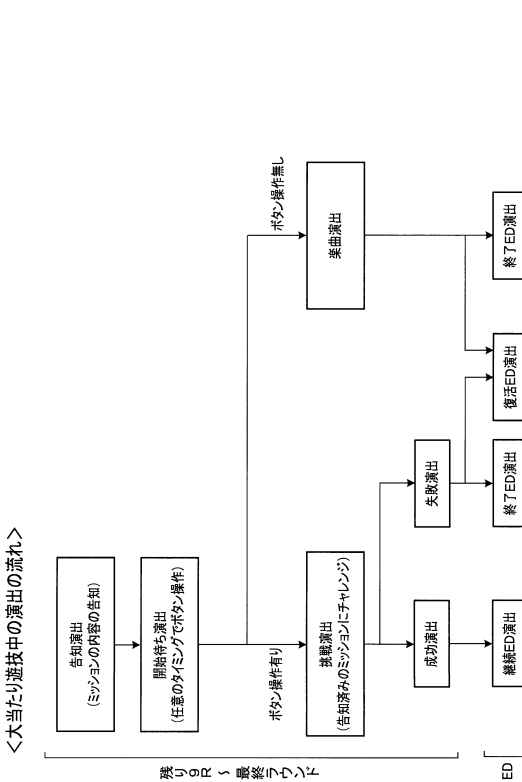 <大当たり遊技中の演出の流れ>
告知演出
(ミッションの内容の告知)
開始待ち演出
(任意のタイミングでボタン操作)
ボタン操作有り
ボタン操作無し
挑戦演出
(告知済みのミッションにチャレンジ)
楽曲演出
成功演出
失敗演出
継続ED演出
終了ED演出
復活ED演出
終了ED演出
残り9R ~ 最終ラウンド
ED